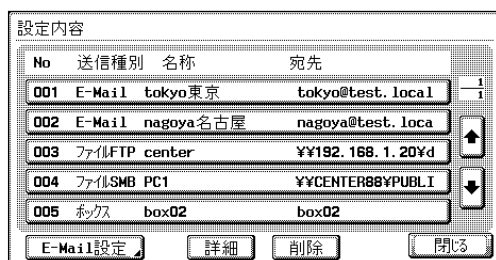 設定内容
No 送信種別 名称 宛先
001 E-Mail tokyo東京 tokyo@test.local
1/1
002 E-Mail nagoya名古屋 nagoya@test.loca
003 ファイルFTP center ¥¥192.168.1.20¥d
004 ファイルSMB PC1 ¥¥CENTER88¥PUBLI
005 ボックス box02 box02
E-Mail設定 詳細 削除 閉じる